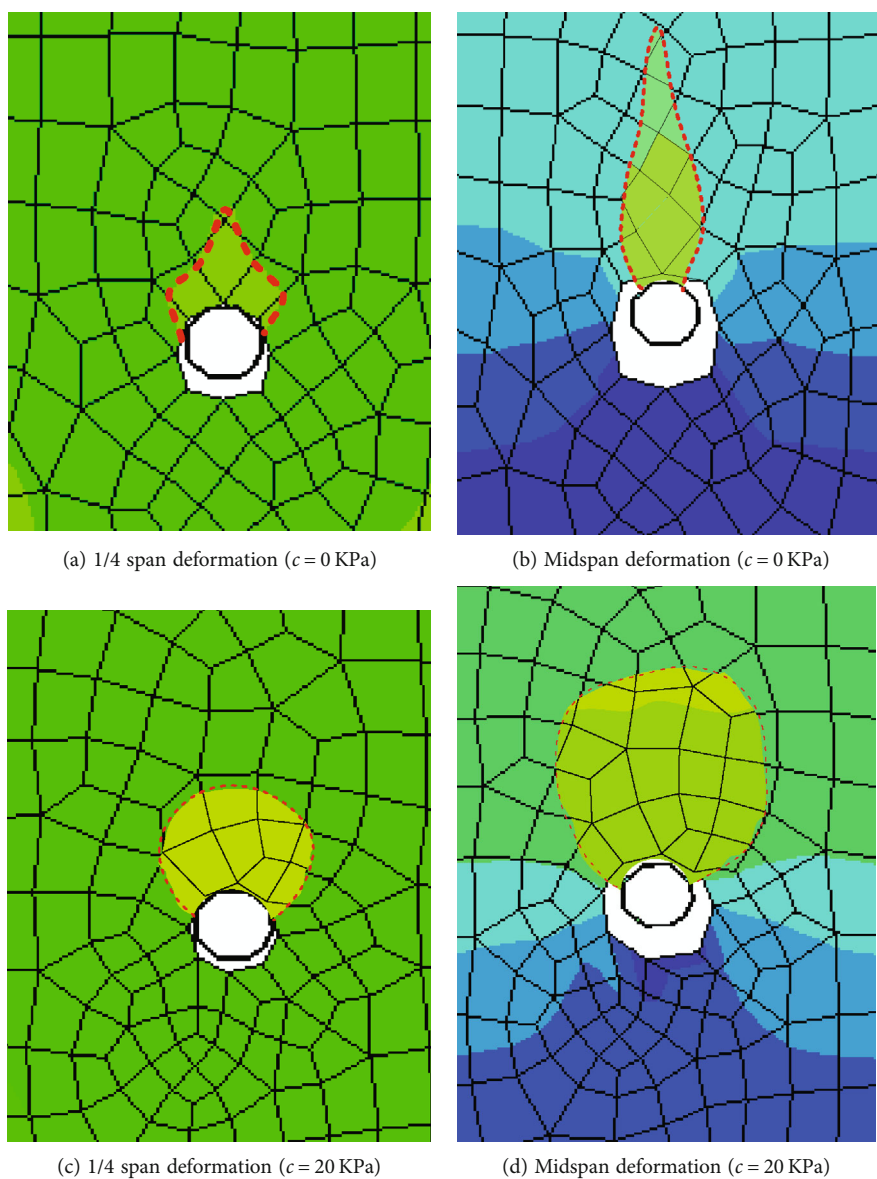 (a) 1/4 span deformation (c = 0 KPa)
(b) Midspan deformation (c = 0 KPa)
(c) 1/4 span deformation (c = 20 KPa)
(d) Midspan deformation (c = 20 KPa)